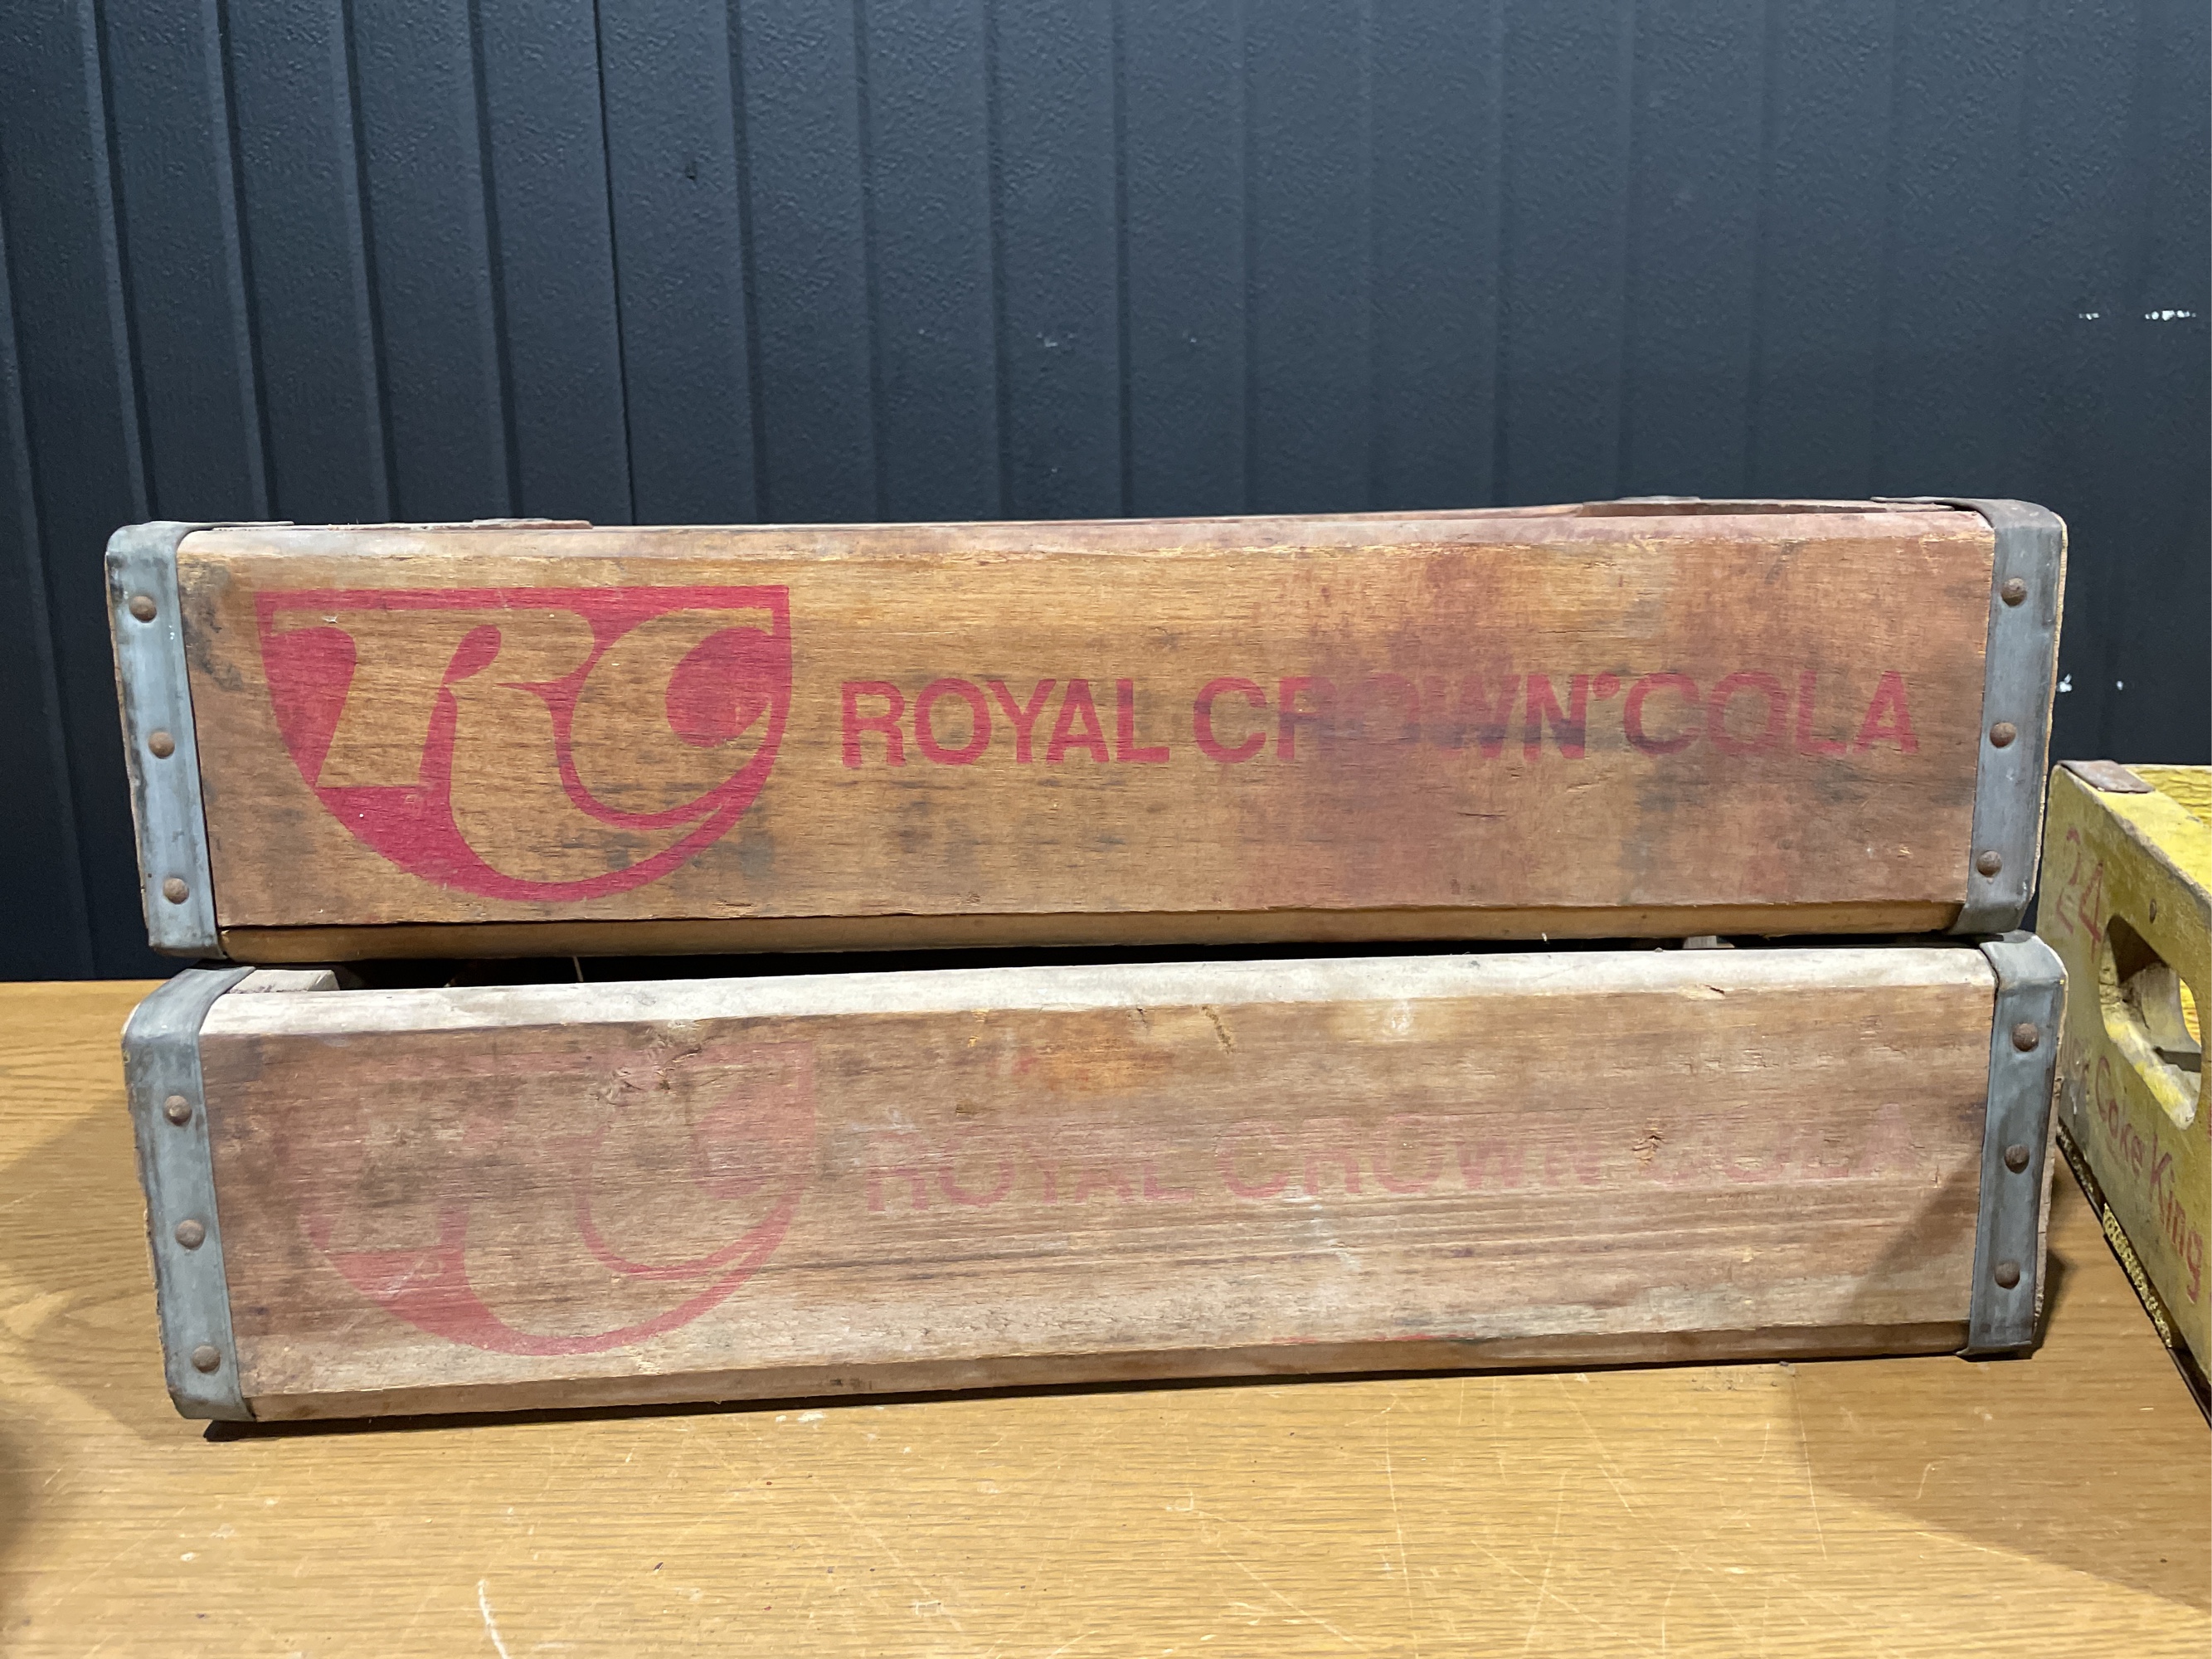 RC ROYAL CROWN® COLA
RC ROYAL CROWN COLA
24
Coke King